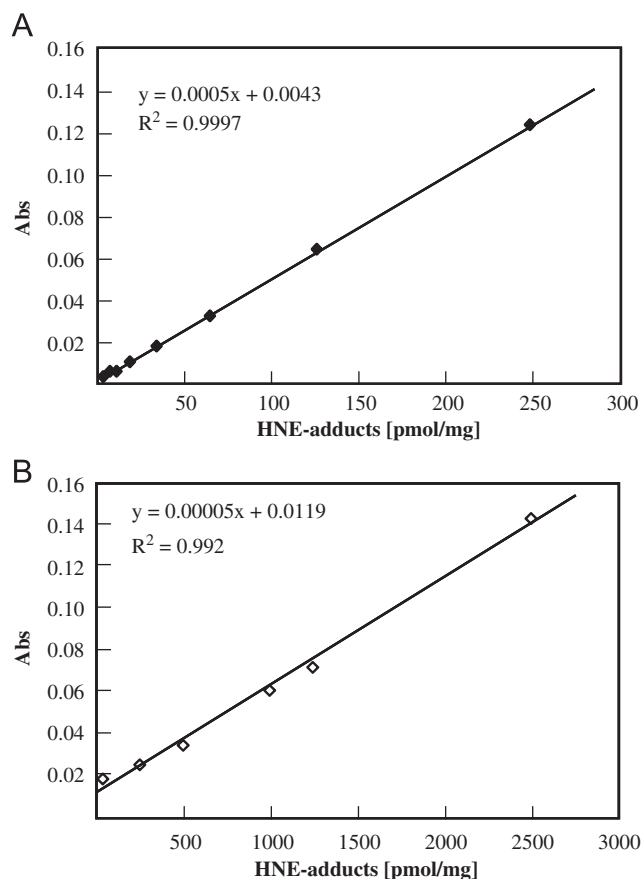 A
0.16
0.14
0.12
0.10
0.08
0.06
0.04
0.02
Abs
y = 0.0005x + 0.0043
R² = 0.9997
50 100 150 200 250 300
HNE-adducts [pmol/mg]
B
0.16
0.14
0.12
0.10
0.08
0.06
0.04
0.02
Abs
y = 0.00005x + 0.0119
R² = 0.992
500 1000 1500 2000 2500 3000
HNE-adducts [pmol/mg]